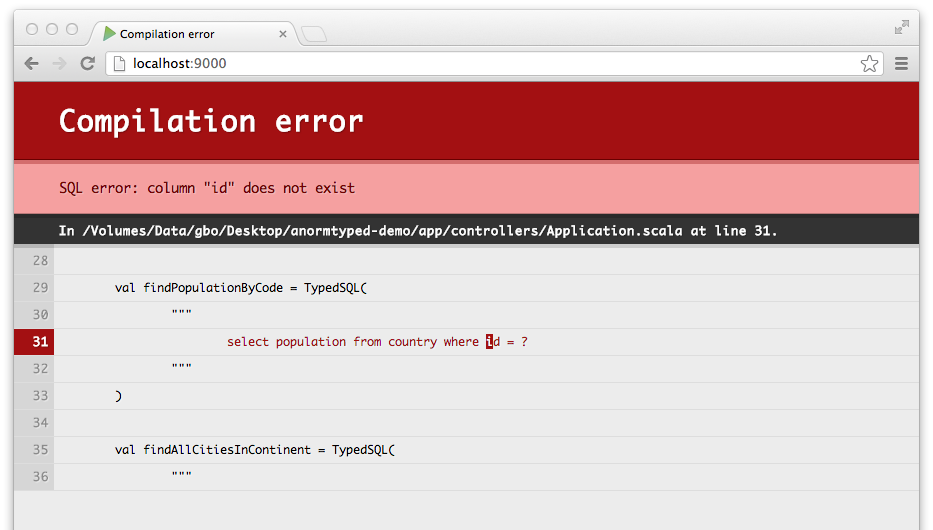 Compilation error
localhost:9000
Compilation error
SQL error: column "id" does not exist
In /Volumes/Data/gbo/Desktop/anormtyped-demo/app/controllers/Application.scala at line 31.
28
29 val findPopulationByCode = TypedSQL(
30 """
31 select population from country where id = ?
32 """
33 )
34
35 val findAllCitiesInContinent = TypedSQL(
36 """